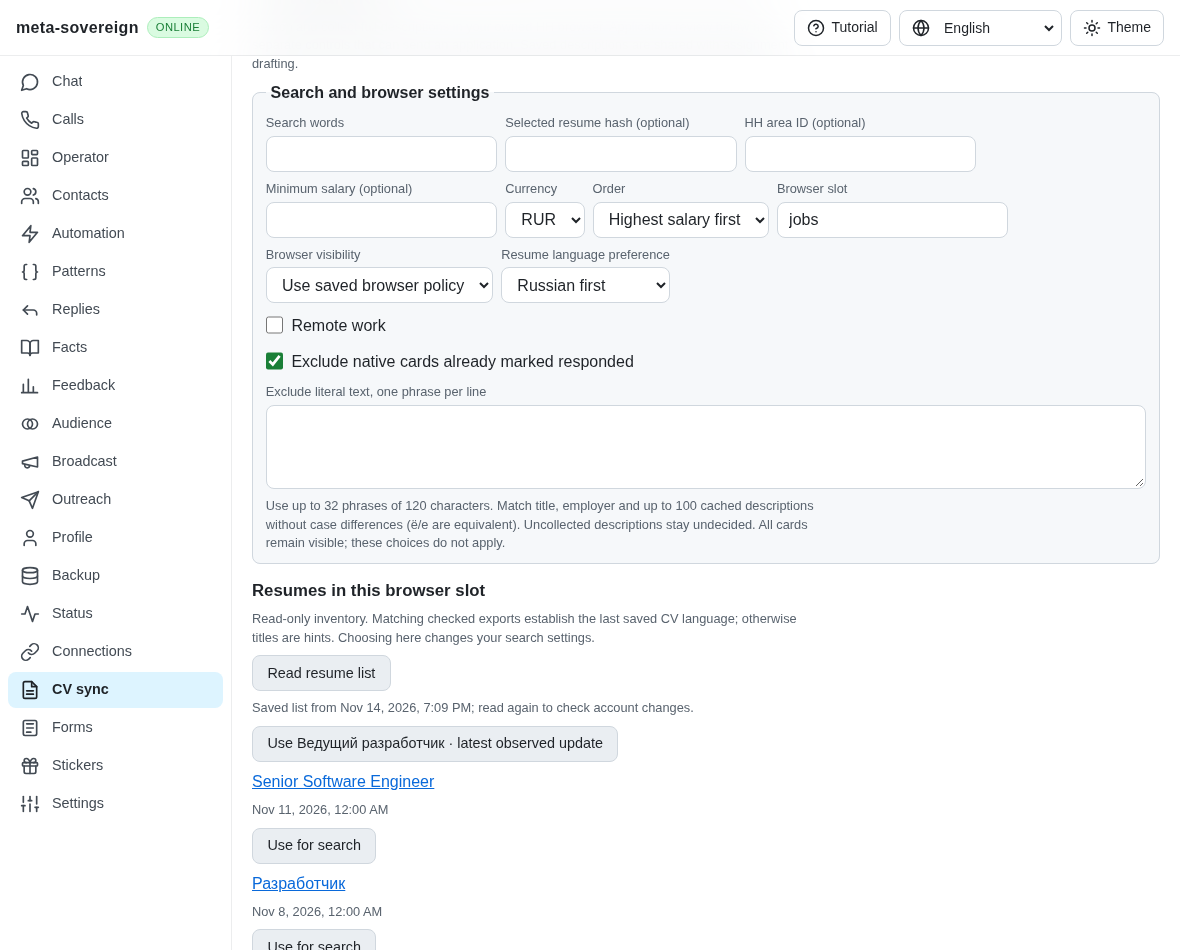 meta-sovereign
ONLINE
Tutorial
English
Theme
Chat
Calls
Operator
Contacts
Automation
Patterns
Replies
Facts
Feedback
Audience
Broadcast
Outreach
Profile
Backup
Status
Connections
CV sync
Forms
Stickers
Settings
drafting.
Search and browser settings
Search words
Selected resume hash (optional)
HH area ID (optional)
Minimum salary (optional)
Currency
Order
Browser slot
RUR
Highest salary first
jobs
Browser visibility
Resume language preference
Use saved browser policy
Russian first
Remote work
Exclude native cards already marked responded
Exclude literal text, one phrase per line
Use up to 32 phrases of 120 characters. Match title, employer and up to 100 cached descriptions
without case differences (ё/е are equivalent). Uncollected descriptions stay undecided. All cards
remain visible; these choices do not apply.
Resumes in this browser slot
Read-only inventory. Matching checked exports establish the last saved CV language; otherwise
titles are hints. Choosing here changes your search settings.
Read resume list
Saved list from Nov 14, 2026, 7:09 PM; read again to check account changes.
Use Ведущий разработчик · latest observed update
Senior Software Engineer
Nov 11, 2026, 12:00 AM
Use for search
Разработчик
Nov 8, 2026, 12:00 AM
Use for search